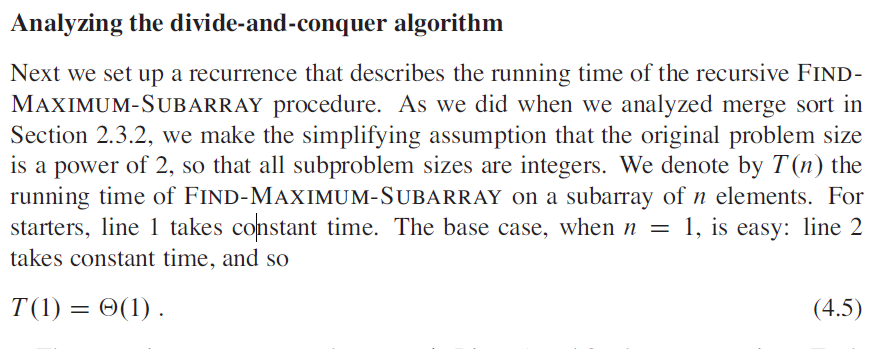 Analyzing the divide-and-conquer algorithm
Next we set up a recurrence that describes the running time of the recursive FIND-
MAXIMUM-SUBARRAY procedure. As we did when we analyzed merge sort in
Section 2.3.2, we make the simplifying assumption that the original problem size
is a power of 2, so that all subproblem sizes are integers. We denote by T(n) the
running time of FIND-MAXIMUM-SUBARRAY on a subarray of n elements. For
starters, line 1 takes constant time. The base case, when n = 1, is easy: line 2
takes constant time, and so
T(1) = Θ(1) . (4.5)